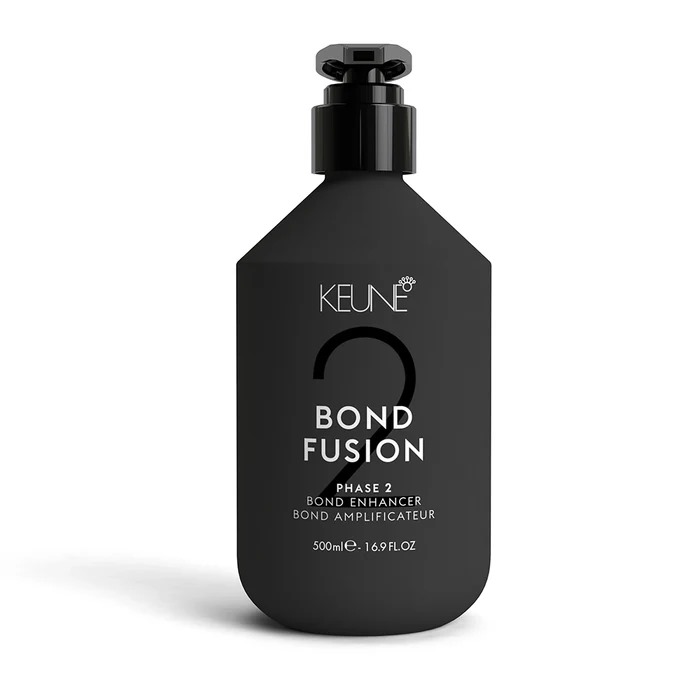 KEUNE
2
BOND
FUSION
PHASE 2
BOND ENHANCER
BOND AMPLIFICATEUR
500ml℮ - 16.9 FL.OZ